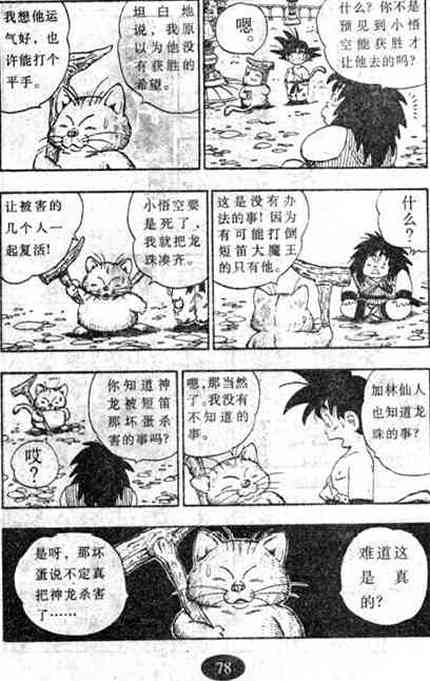 什么？你不是
预见到小悟
空能获胜才
让他去的吗？
嗯。
坦白地
说，我原
以为他没
有获胜的
希望。
我想他运
气好，也
许能打个
平手。
什么？
这是没有办
法的事！因为
有可能打倒
短笛大魔王
的只有他。
小悟空要
是死了，
我就把龙
珠凑齐。
让被害的
几个人一
起复活！
加林仙人
也知道龙
珠的事？
嗯，那当然
了。我没有
不知道的
事。
你知道神
龙被短笛
那坏蛋杀
害的事吗？
哎？
难道这
是真
的？
是呀，那坏
蛋说不定真
把神龙杀害
了……
78